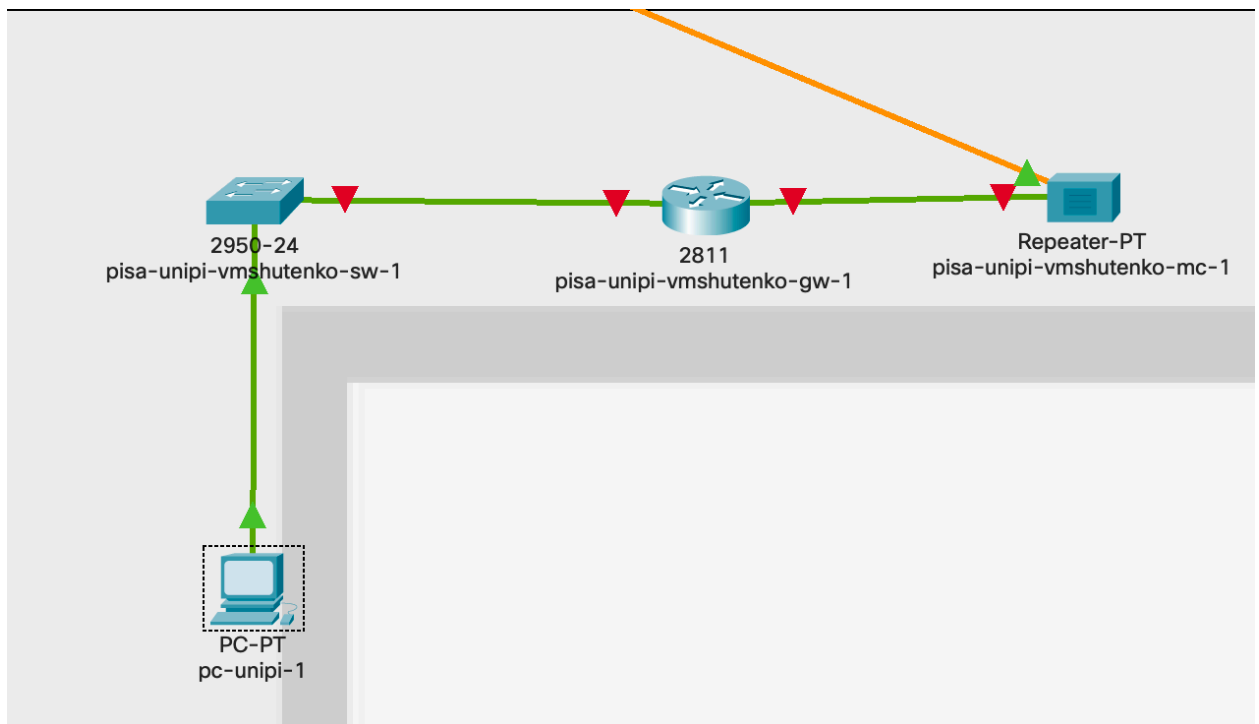 2950-24
pisa-unipi-vmshutenko-sw-1
2811
pisa-unipi-vmshutenko-gw-1
Repeater-PT
pisa-unipi-vmshutenko-mc-1
PC-PT
pc-unipi-1